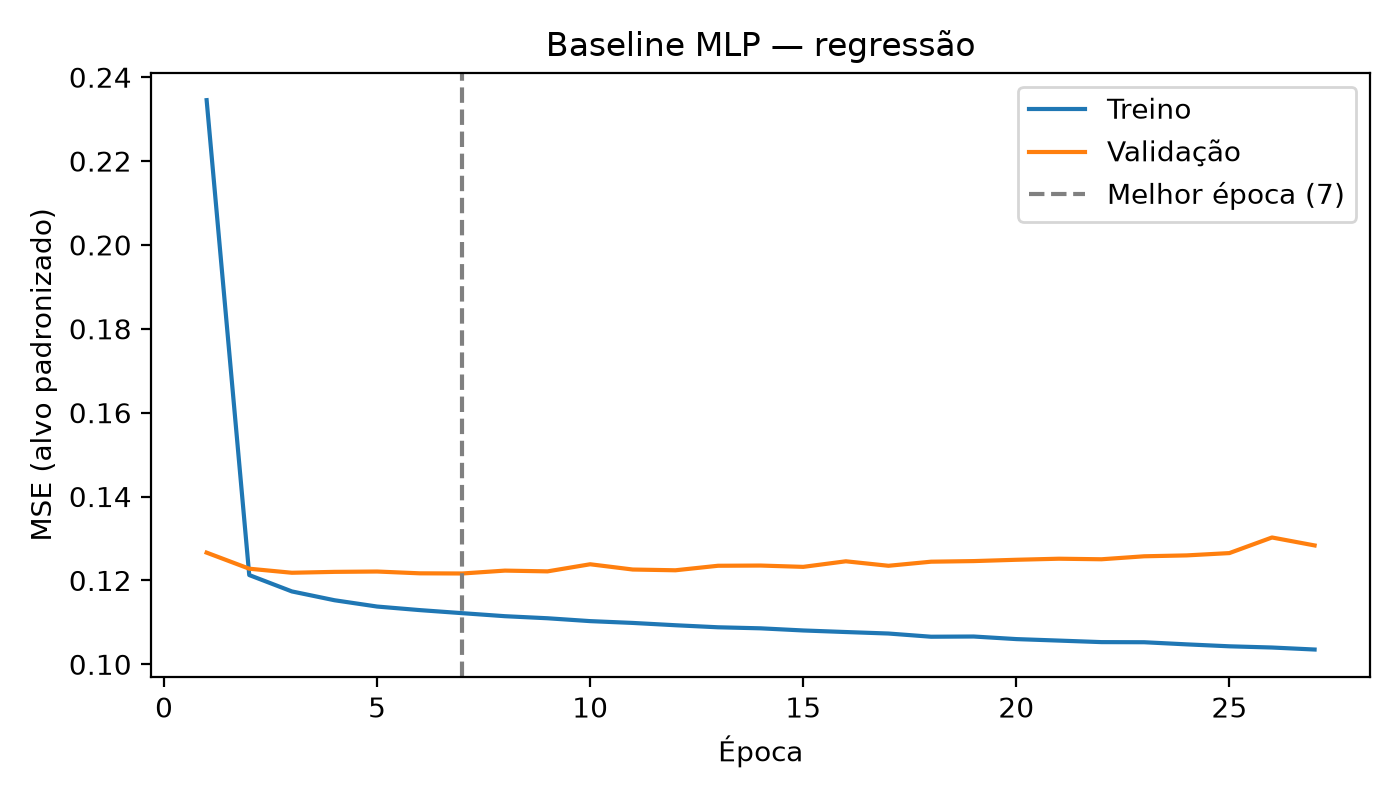 Baseline MLP — regressão
MSE (alvo padronizado)
0.24
0.22
0.20
0.18
0.16
0.14
0.12
0.10
Treino
Validação
Melhor época (7)
0
5
10
15
20
25
Época